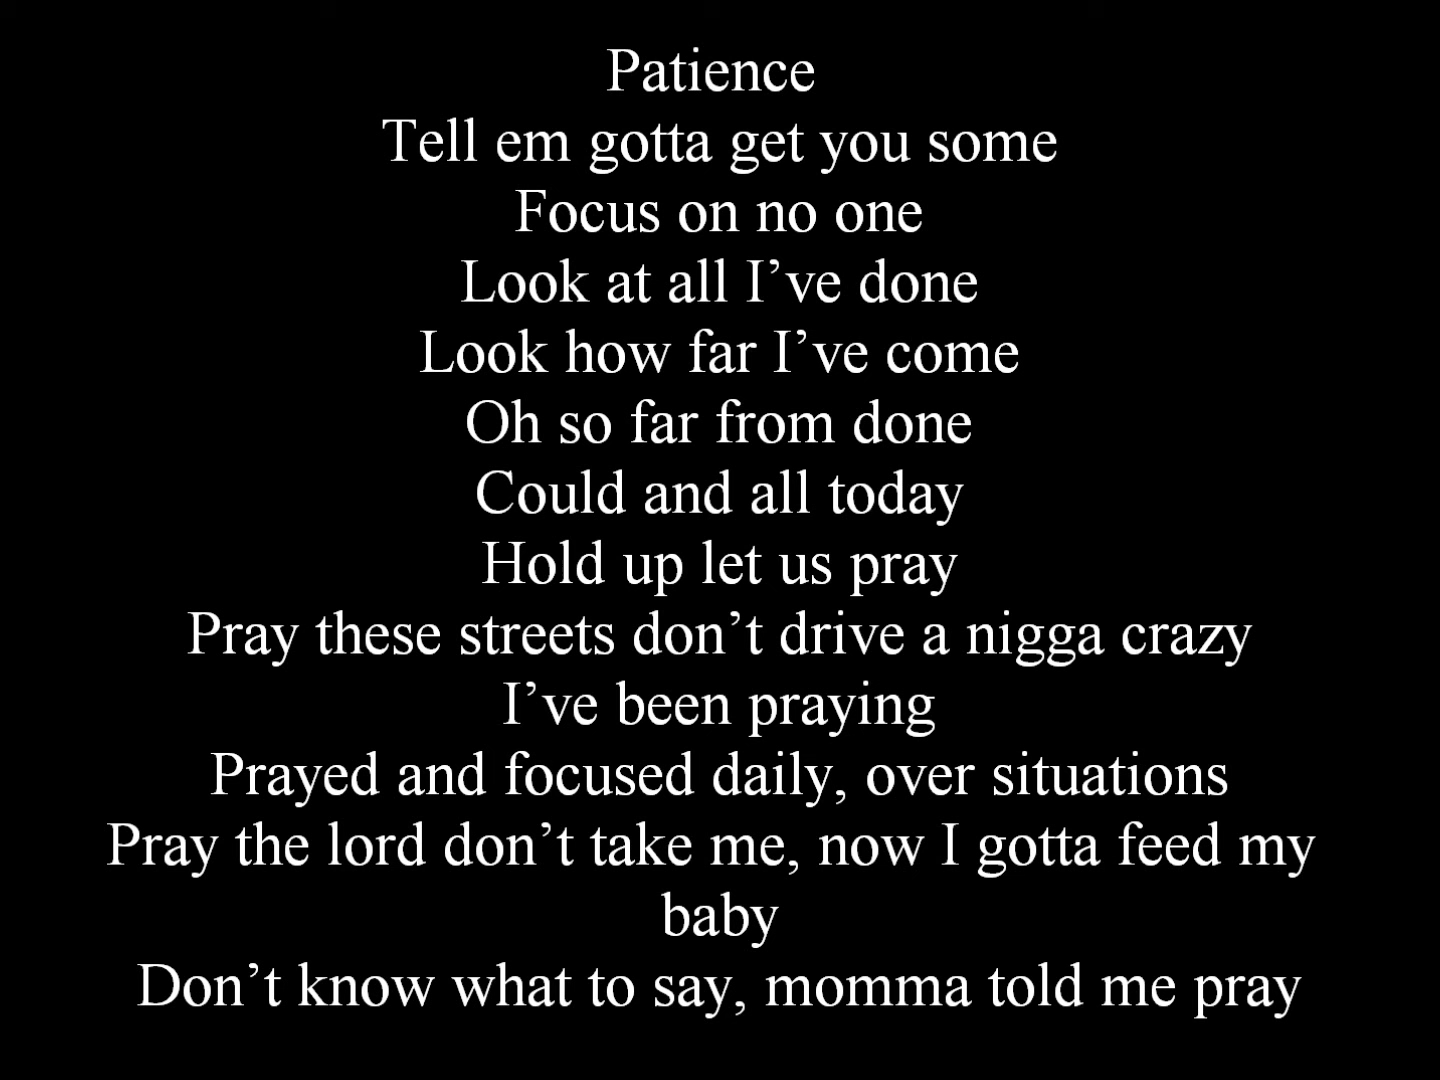 Patience
Tell em gotta get you some
Focus on no one
Look at all I’ve done
Look how far I’ve come
Oh so far from done
Could and all today
Hold up let us pray
Pray these streets don’t drive a nigga crazy
I’ve been praying
Prayed and focused daily, over situations
Pray the lord don’t take me, now I gotta feed my
baby
Don’t know what to say, momma told me pray